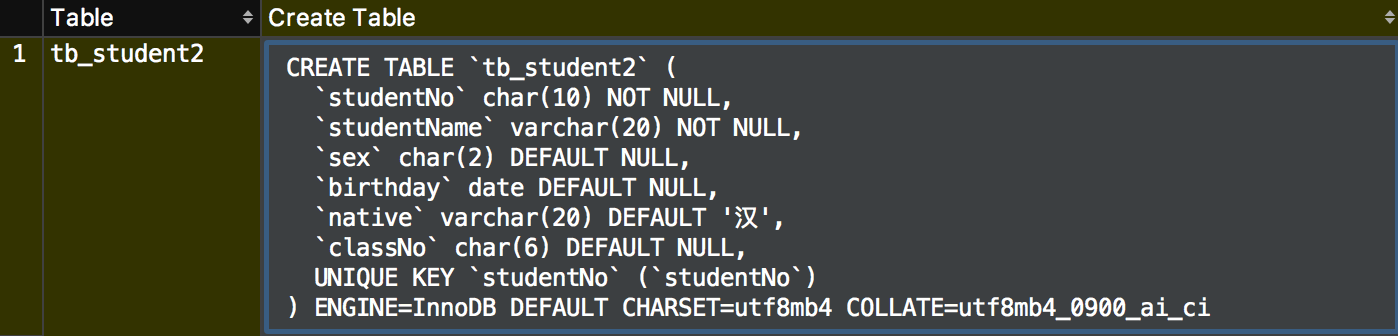 Table Create Table
1 tb_student2
CREATE TABLE `tb_student2` (
`studentNo` char(10) NOT NULL,
`studentName` varchar(20) NOT NULL,
`sex` char(2) DEFAULT NULL,
`birthday` date DEFAULT NULL,
`native` varchar(20) DEFAULT '汉',
`classNo` char(6) DEFAULT NULL,
UNIQUE KEY `studentNo` (`studentNo`)
) ENGINE=InnoDB DEFAULT CHARSET=utf8mb4 COLLATE=utf8mb4_0900_ai_ci